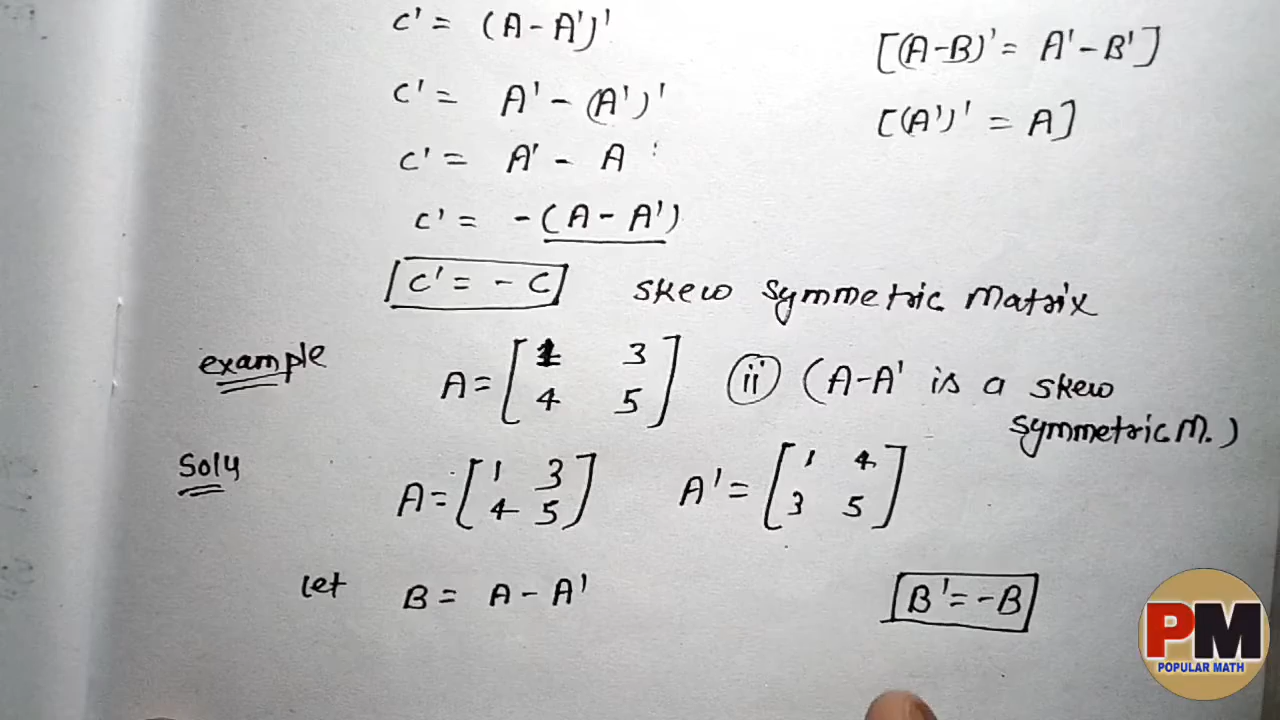 C' = (A - A')'
[(A-B)' = A' - B']
C' = A' - (A')'
[(A')' = A]
C' = A' - A
C' = -(A - A')
C' = - C skew symmetric Matrix
example A = [1 3 (ii) (A-A' is a skew
4 5] symmetric M.)
Soly A = [1 3 A' = [1 4
4 5] 3 5]
let B = A - A' B' = -B
PM
POPULAR MATH